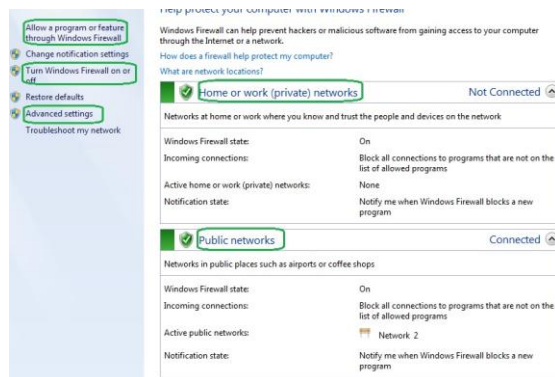 Help protect your computer with Windows Firewall
Allow a program or feature
through Windows Firewall
Change notification settings
Turn Windows Firewall on or
off
Restore defaults
Advanced settings
Troubleshoot my network
Windows Firewall can help prevent hackers or malicious software from gaining access to your computer
through the Internet or a network.
How does a firewall help protect my computer?
What are network locations?
Home or work (private) networks
Not Connected
Networks at home or work where you know and trust the people and devices on the network
Windows Firewall state:
On
Incoming connections:
Block all connections to programs that are not on the
list of allowed programs
Active home or work (private) networks:
None
Notification state:
Notify me when Windows Firewall blocks a new
program
Public networks
Connected
Networks in public places such as airports or coffee shops
Windows Firewall state:
On
Incoming connections:
Block all connections to programs that are not on the
list of allowed programs
Active public networks:
Network 2
Notification state:
Notify me when Windows Firewall blocks a new
program